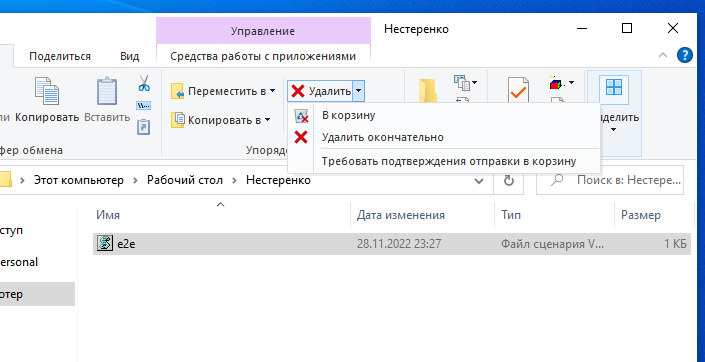 Управление
Нестеренко
Поделиться
Вид
Средства работы с приложениями
Копировать
Вставить
Переместить в
Копировать в
Удалить
В корзину
Удалить окончательно
Требовать подтверждения отправки в корзину
Этот компьютер
Рабочий стол
Нестеренко
Поиск в: Нестере...
Имя
Дата изменения
Тип
Размер
e2e
28.11.2022 23:27
Файл сценария V...
1 КБ
ступ
ersonal
ютер
фер обмена
Упоряд
ыделить